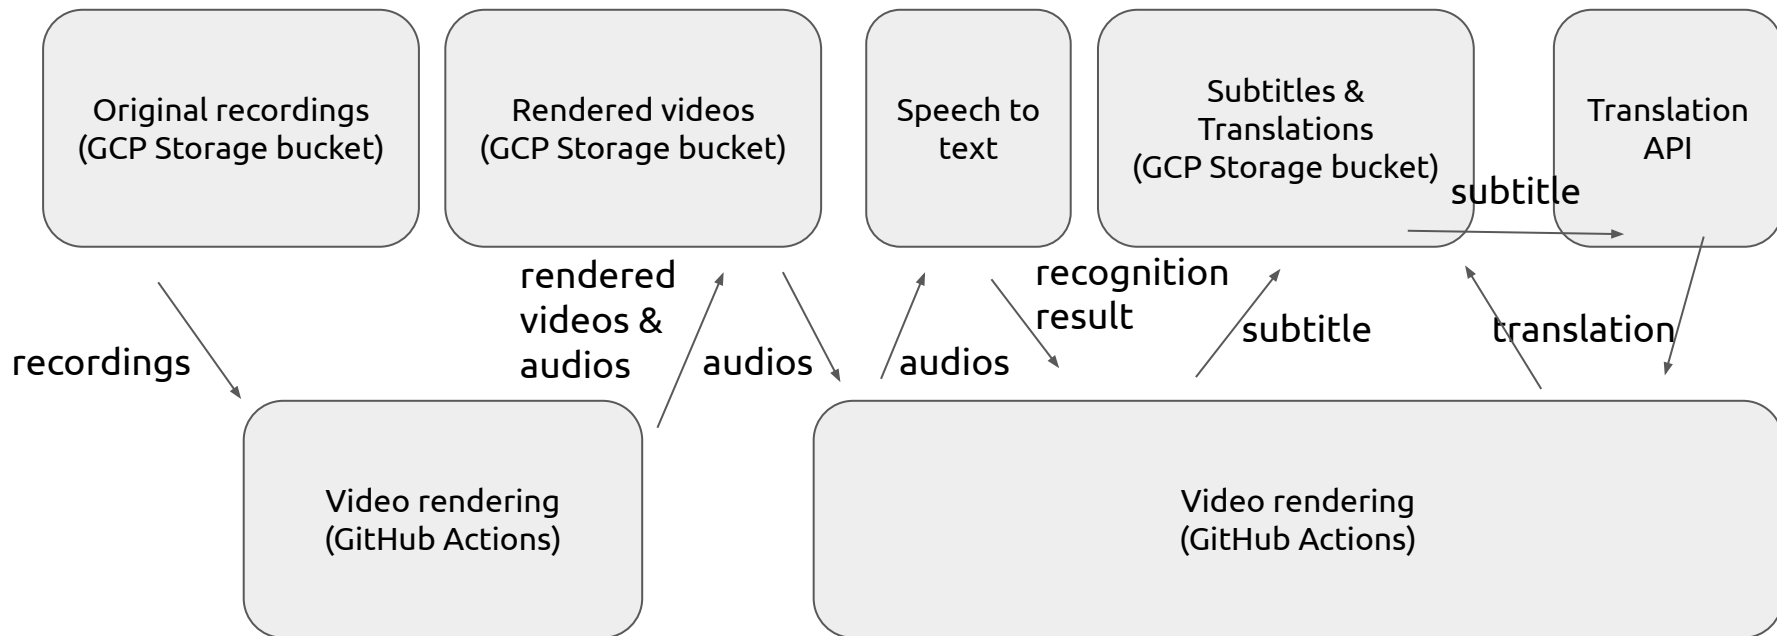 Original recordings
(GCP Storage bucket)
Rendered videos
(GCP Storage bucket)
Speech to
text
Subtitles &
Translations
(GCP Storage bucket)
Translation
API
subtitle
rendered
videos &
audios
recognition
result
recordings
audios
audios
subtitle
translation
Video rendering
(GitHub Actions)
Video rendering
(GitHub Actions)